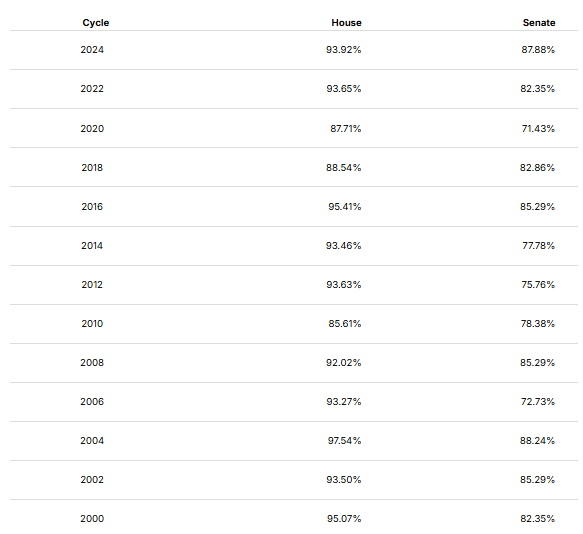 Cycle House Senate
2024 93.92% 87.88%
2022 93.65% 82.35%
2020 87.71% 71.43%
2018 88.54% 82.86%
2016 95.41% 85.29%
2014 93.46% 77.78%
2012 93.63% 75.76%
2010 85.61% 78.38%
2008 92.02% 85.29%
2006 93.27% 72.73%
2004 97.54% 88.24%
2002 93.50% 85.29%
2000 95.07% 82.35%